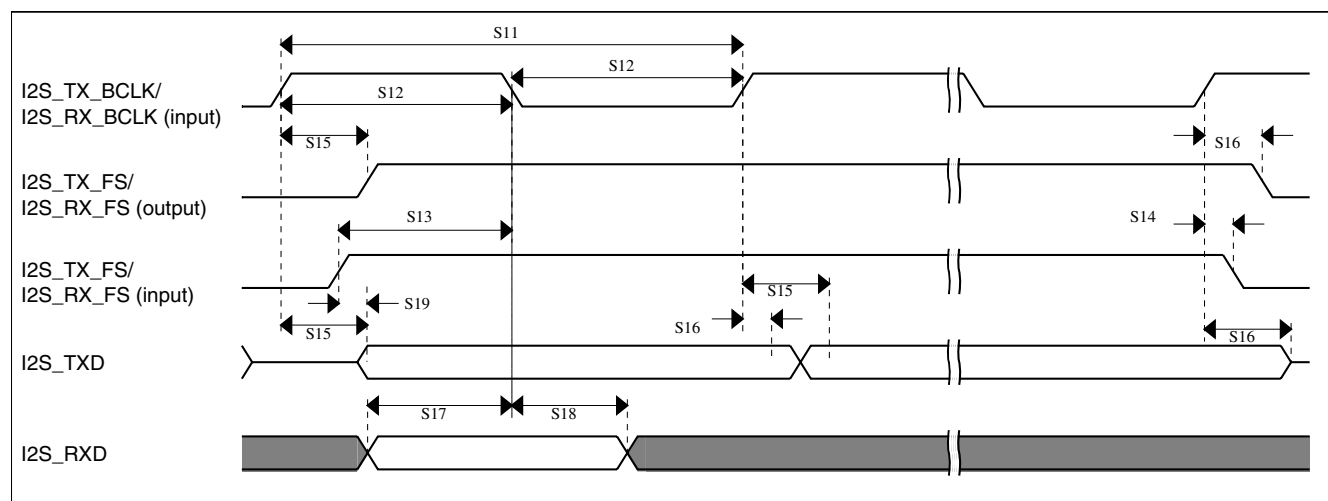 S11
S12
I2S_TX_BCLK/
I2S_RX_BCLK (input)
S12
S15
S16
I2S_TX_FS/
I2S_RX_FS (output)
S13
S14
I2S_TX_FS/
I2S_RX_FS (input)
S15
S19
S15
S16
S16
I2S_TXD
S17
S18
I2S_RXD